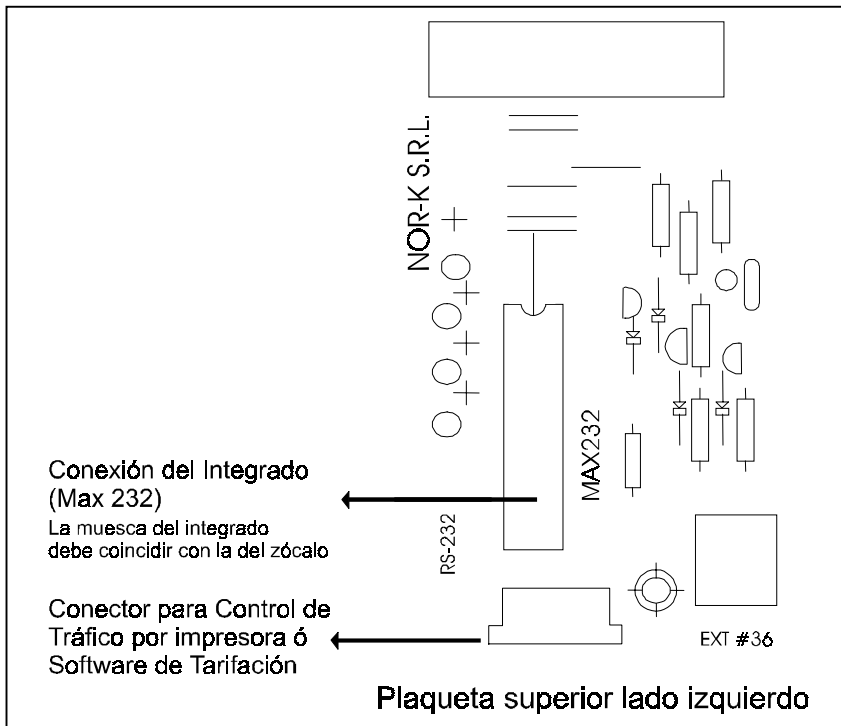 NOR-K S.R.L.
MAX232
Conexión del Integrado
(Max 232)
La muesca del integrado
debe coincidir con la del zócalo
RS-232
Conector para Control de
Tráfico por impresora ó
Software de Tarifación
EXT #36
Plaqueta superior lado izquierdo